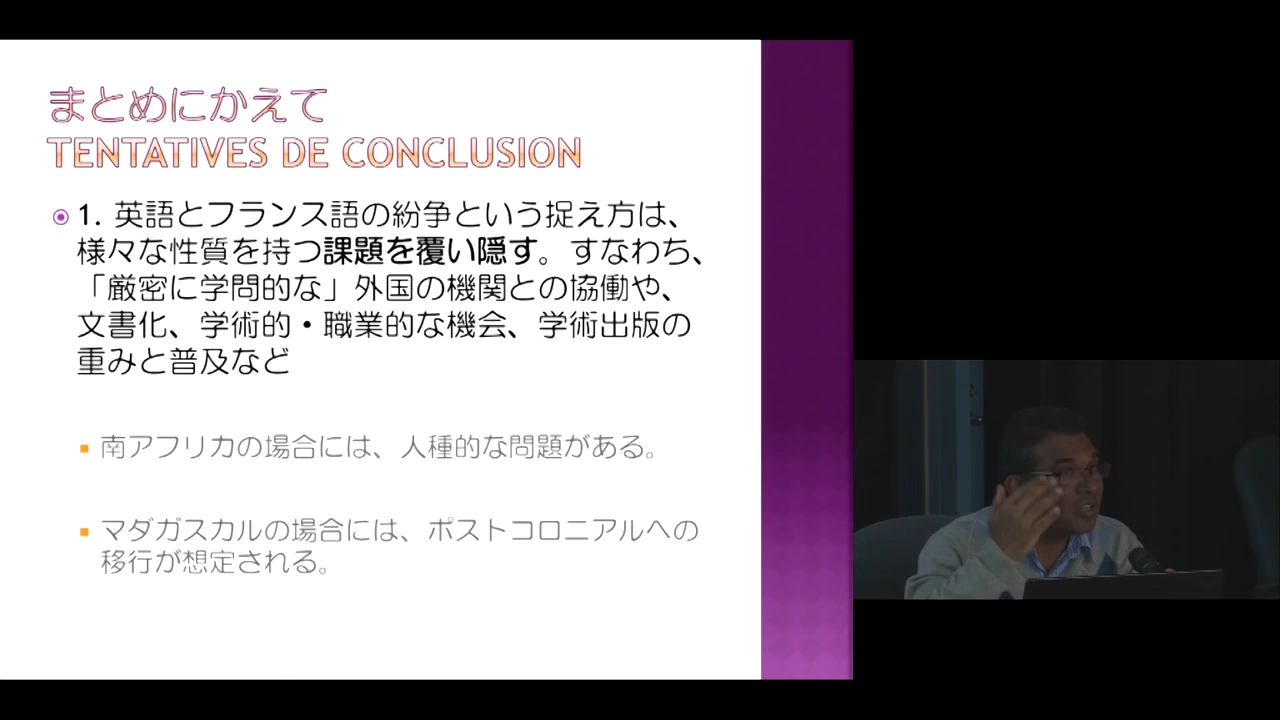 まとめにかえて
TENTATIVES DE CONCLUSION
1. 英語とフランス語の紛争という捉え方は、
様々な性質を持つ課題を覆い隠す。すなわち、
「厳密に学問的な」外国の機関との協働や、
文書化、学術的・職業的な機会、学術出版の
重みと普及など
南アフリカの場合には、人種的な問題がある。
マダガスカルの場合には、ポストコロニアルへの
移行が想定される。